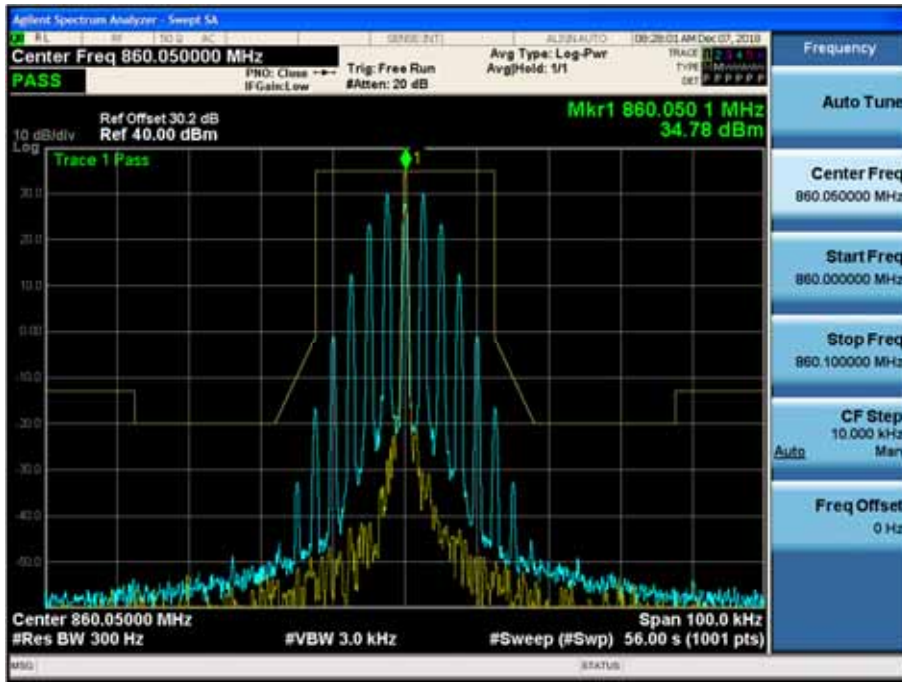 Agilent Spectrum Analyzer - Swept SA
RL RF 50 Ω AC SENSE:INT ALIGN AUTO 08:28:01 AM Dec 07, 2018
Center Freq 860.050000 MHz
PASS
PNO: Close
IFGain:Low
Trig: Free Run
#Atten: 20 dB
Avg Type: Log-Pwr
Avg|Hold: 1/1
TRACE 1 2 3 4 5 6
TYPE
DET P P P P P P
Ref Offset 30.2 dB
10 dB/div Ref 40.00 dBm
Log
Mkr1 860.050 1 MHz
34.78 dBm
Trace 1 Pass
1
30.0
20.0
10.0
0.00
-10.0
-20.0
-30.0
-40.0
-50.0
Center 860.05000 MHz
Span 100.0 kHz
#Res BW 300 Hz
#VBW 3.0 kHz
#Sweep (#Swp) 56.00 s (1001 pts)
MSG
STATUS
Frequency
Auto Tune
Center Freq
860.050000 MHz
Start Freq
860.000000 MHz
Stop Freq
860.100000 MHz
CF Step
10.000 kHz
Auto Man
Freq Offset
0 Hz